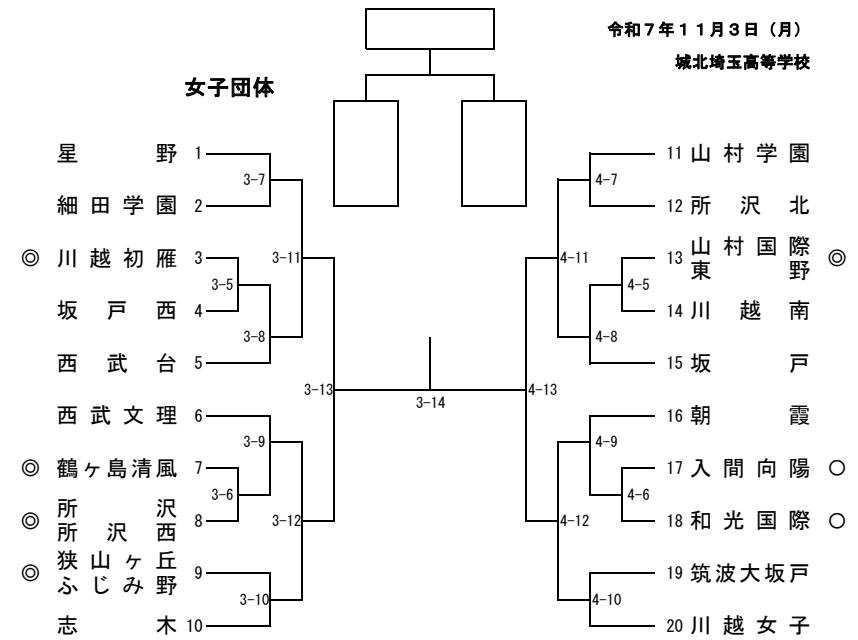 令和７年１１月３日（月）
城北埼玉高等学校
女子団体
星野 1
3-7
細田学園 2
◎ 川越初雁 3
3-11
3-5
坂戸西 4
3-8
西武台 5
3-13
西武文理 6
3-9
◎ 鶴ヶ島清風 7
3-6
◎ 所沢
所沢西 8
3-12
◎ 狭山ヶ丘
ふじみ野 9
3-10
志木 10
3-14
11 山村学園
4-7
12 所沢北
13 山村国際
東野 ◎
4-11
4-5
14 川越南
4-8
15 坂戸
4-13
16 朝霞
4-9
17 入間向陽 ○
4-6
18 和光国際 ○
4-12
19 筑波大坂戸
4-10
20 川越女子